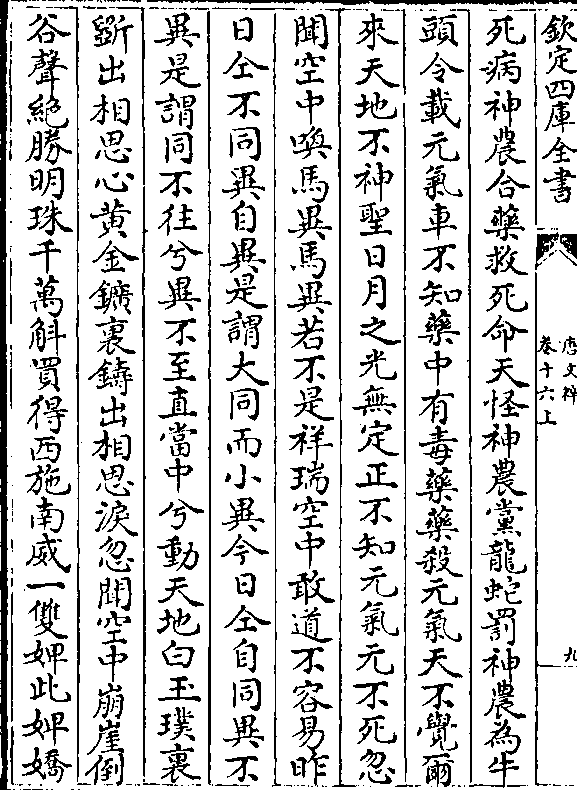 欽定四庫全書
唐文粹
卷十六上
九
死病神農合藥救死命天怪神農黨龍蛇罰神農為牛
頭令載元氣車不知藥中有毒藥藥殺元氣天不覺爾
來天地不神聖日月之光無定正不知元氣元不死忽
聞空中喚馬異馬異若不是祥瑞空中敢道不容易昨
日仝不同異自異是謂大同而小異今日仝自同異不
異是謂同不往兮異不至直當中兮動天地白玉璞裏
斵出相思心黄金鑛裏鑄出相思淚忽聞空中崩崖倒
谷聲絶勝明珠千萬斛買得西施南威一雙婢此婢嬌